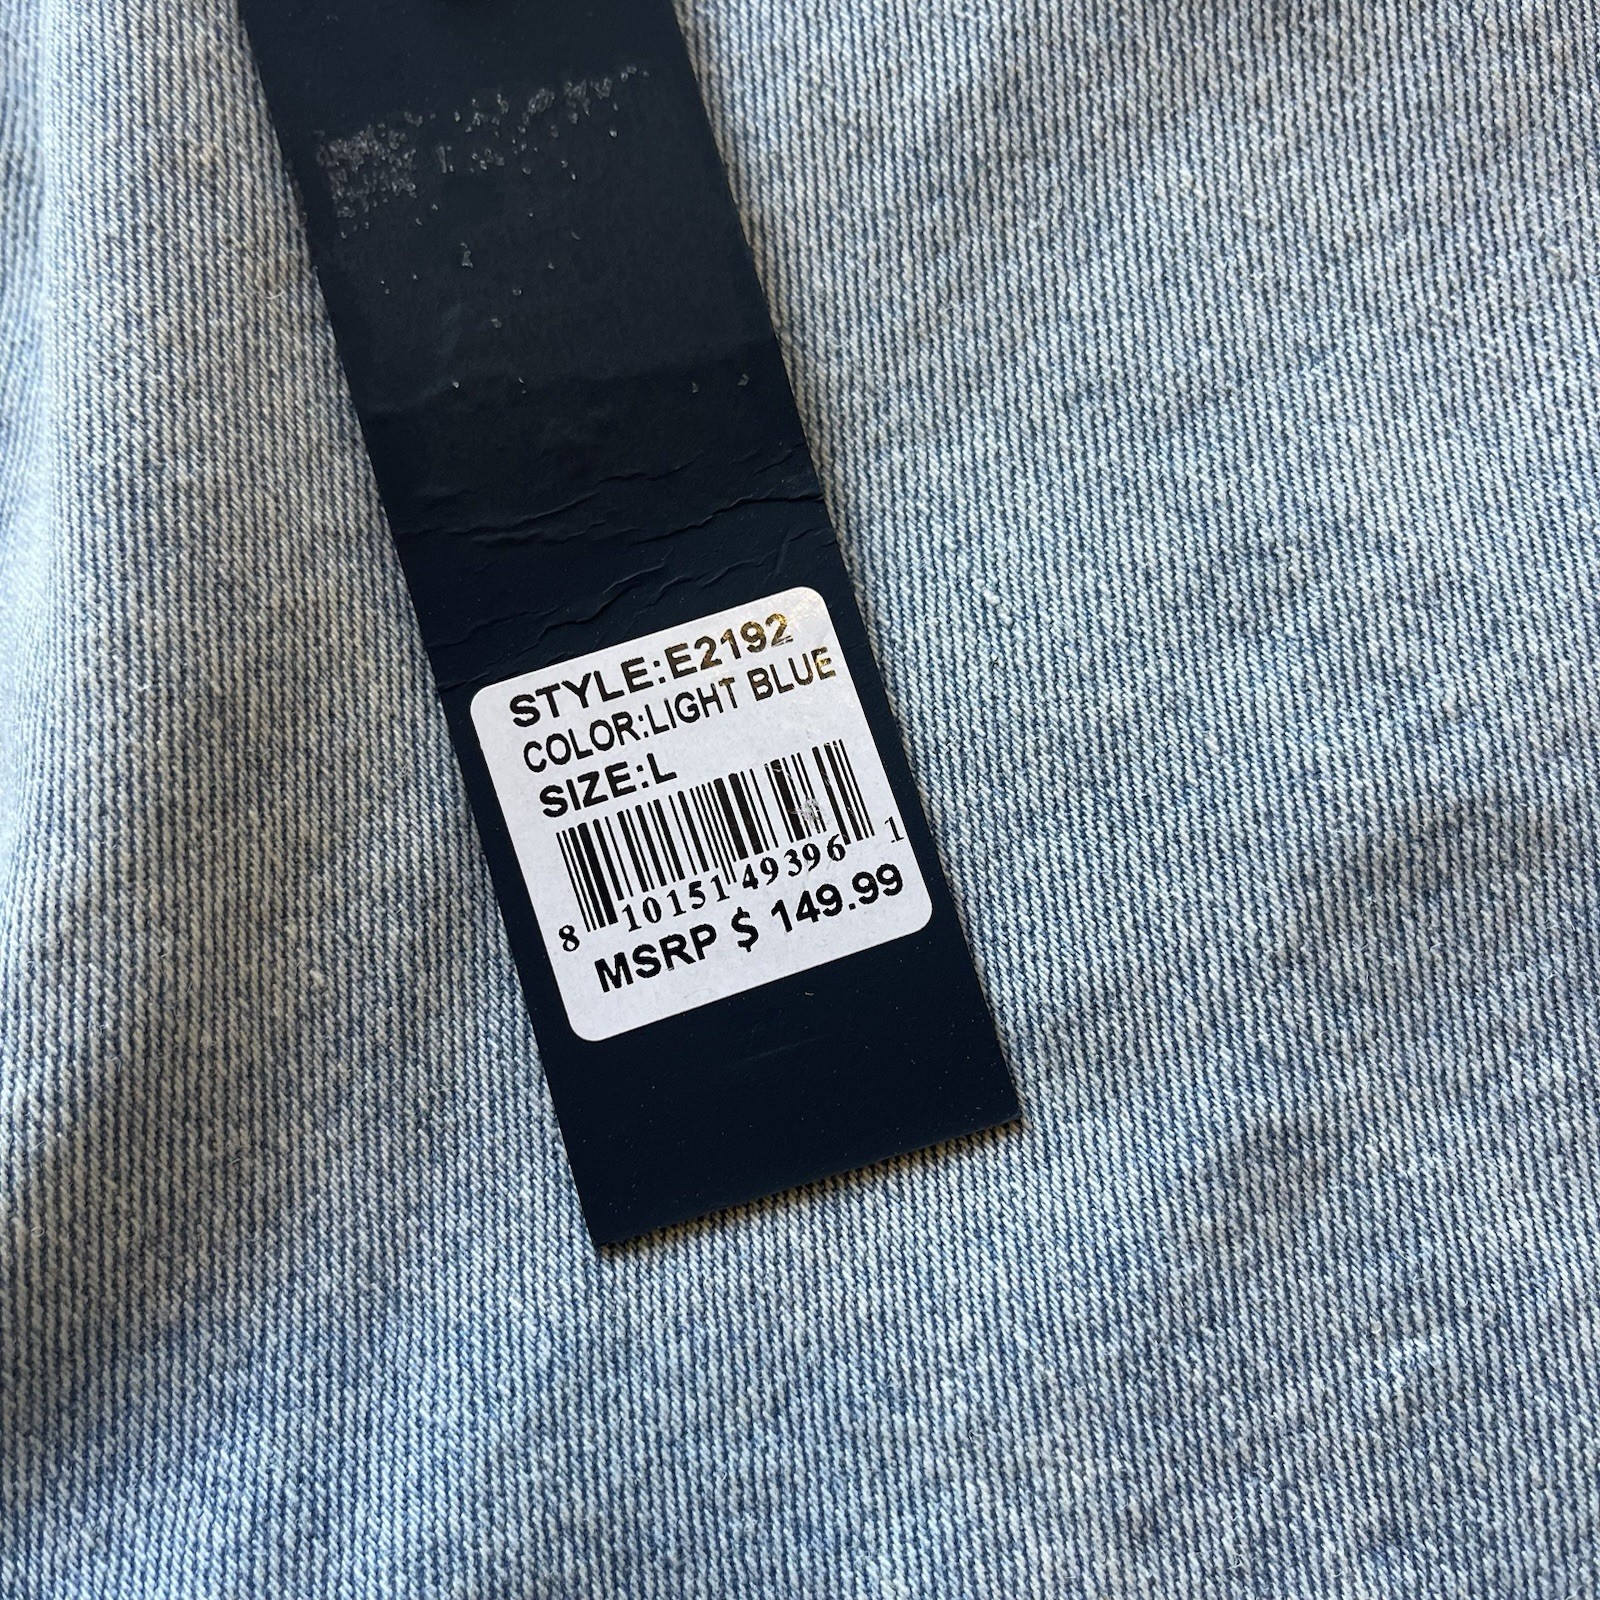 STYLE:E2192
COLOR:LIGHT BLUE
SIZE:L
8 10151 49396 1
MSRP $ 149.99